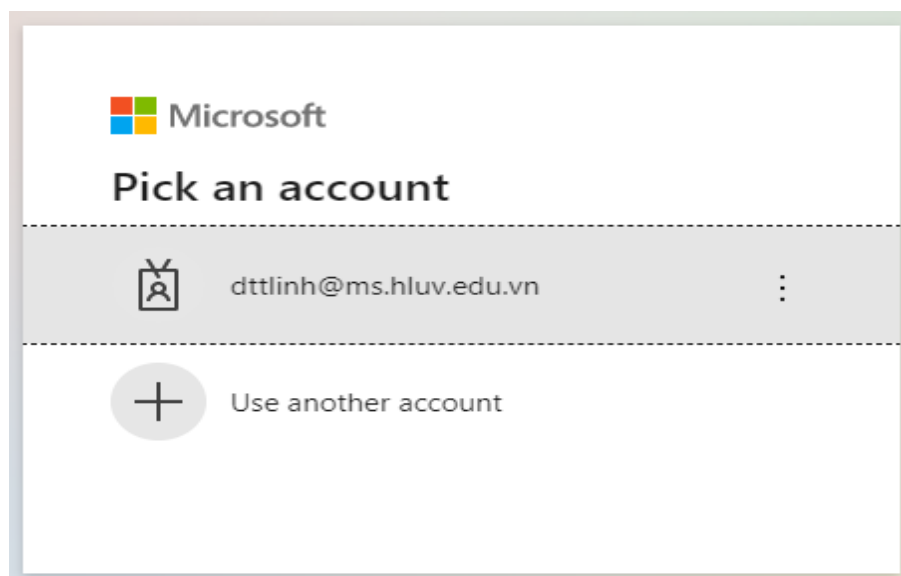 Microsoft
Pick an account
dttlinh@ms.hluv.edu.vn
Use another account